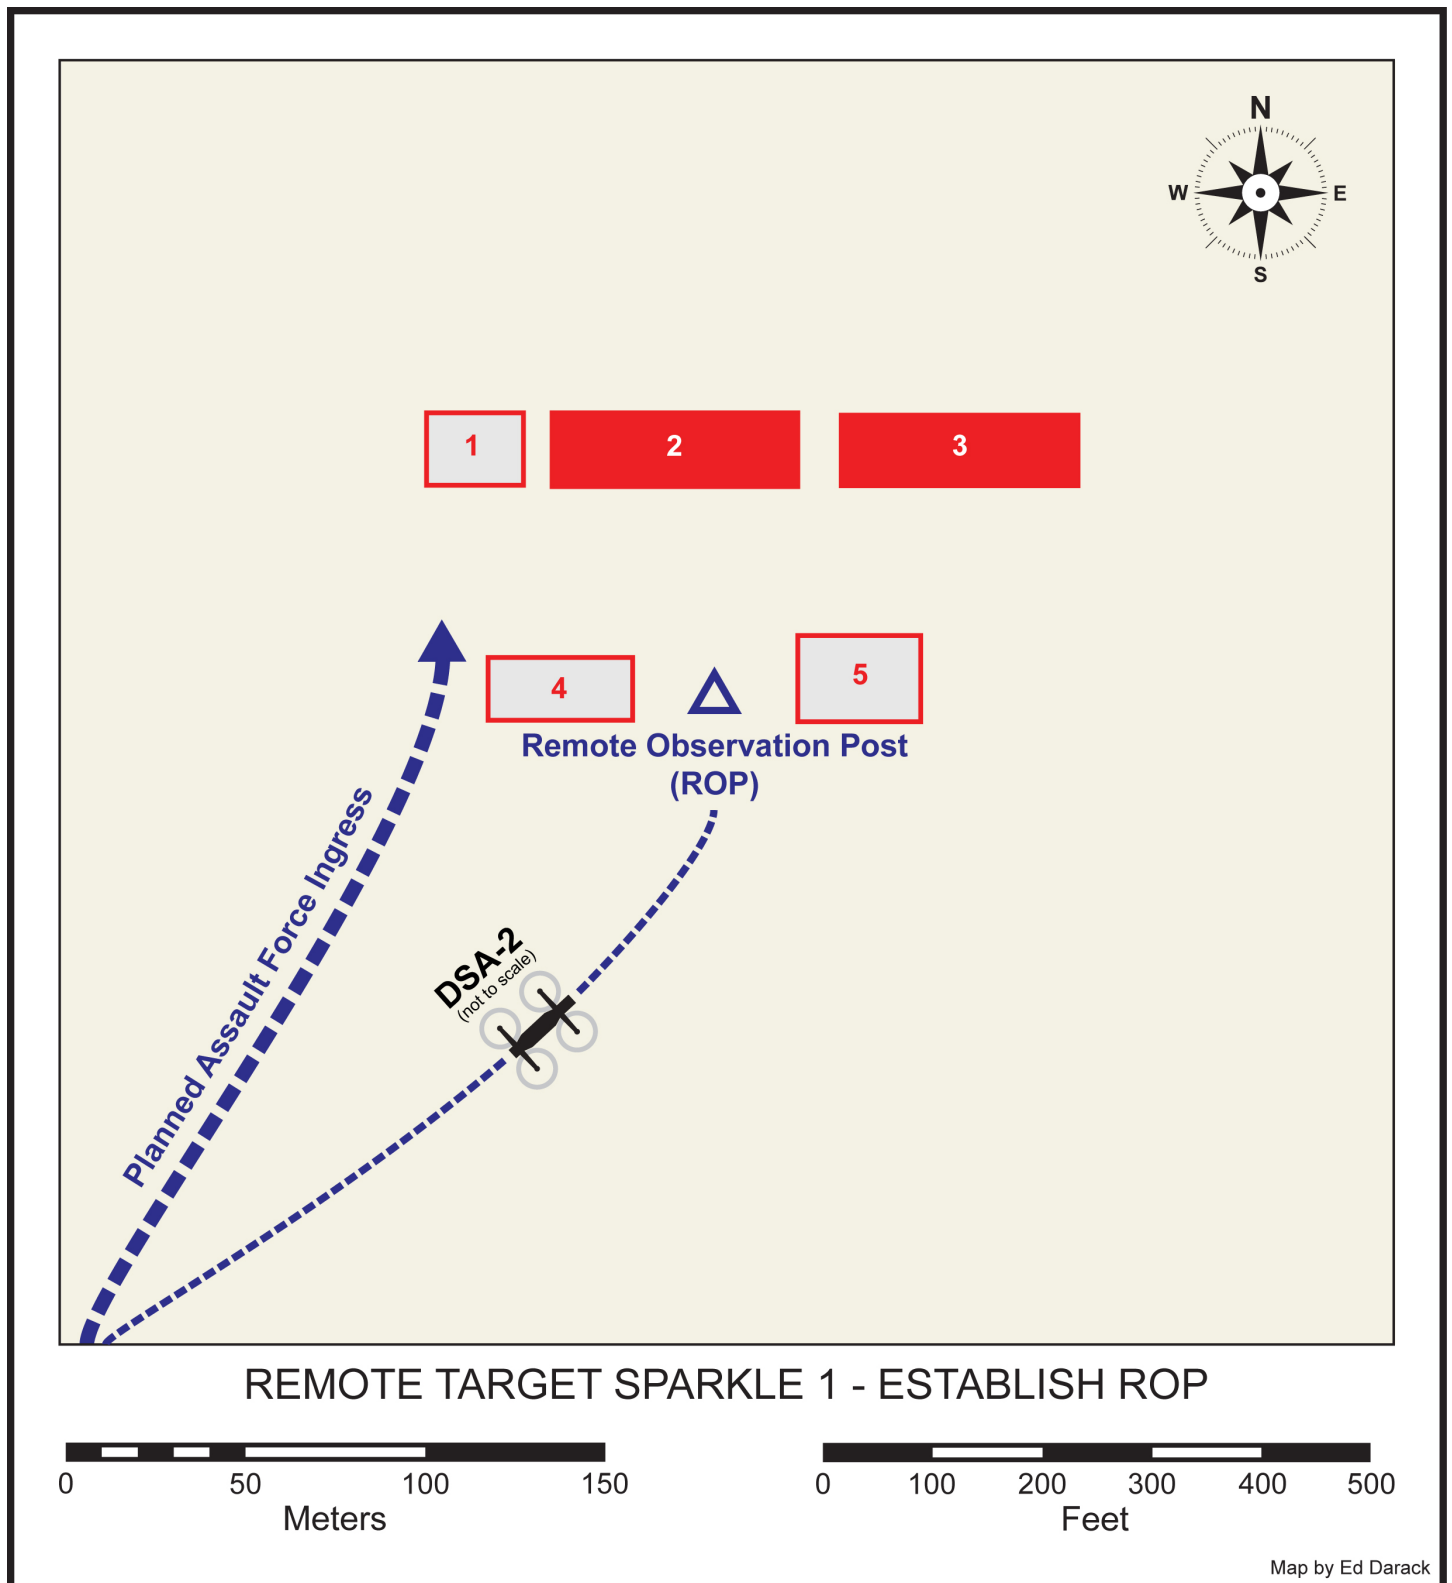 N
W
E
S
1
2
3
4
5
Remote Observation Post
(ROP)
Planned Assault Force Ingress
DSA-2
(not to scale)
REMOTE TARGET SPARKLE 1 - ESTABLISH ROP
0 50 100 150
Meters
0 100 200 300 400 500
Feet
Map by Ed Darack